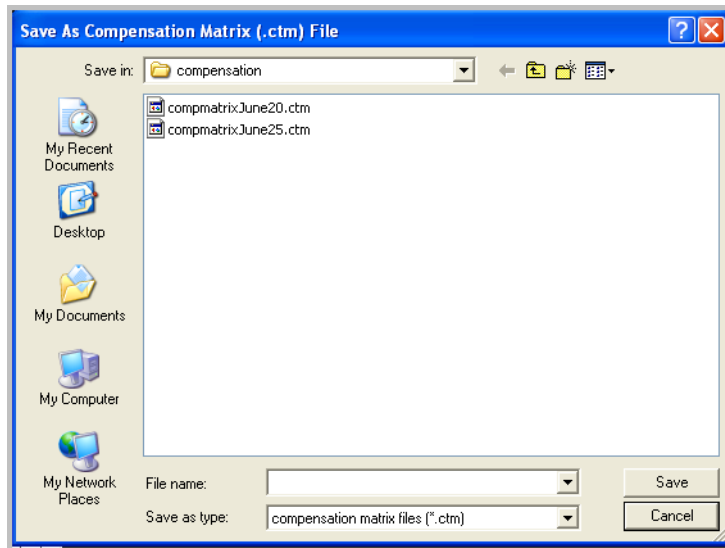 Save As Compensation Matrix (.ctm) File
Save in:
compensation
compmatrixJune20.ctm
compmatrixJune25.ctm
My Recent
Documents
Desktop
My Documents
My Computer
My Network
Places
File name:
Save
Save as type:
compensation matrix files (*.ctm)
Cancel